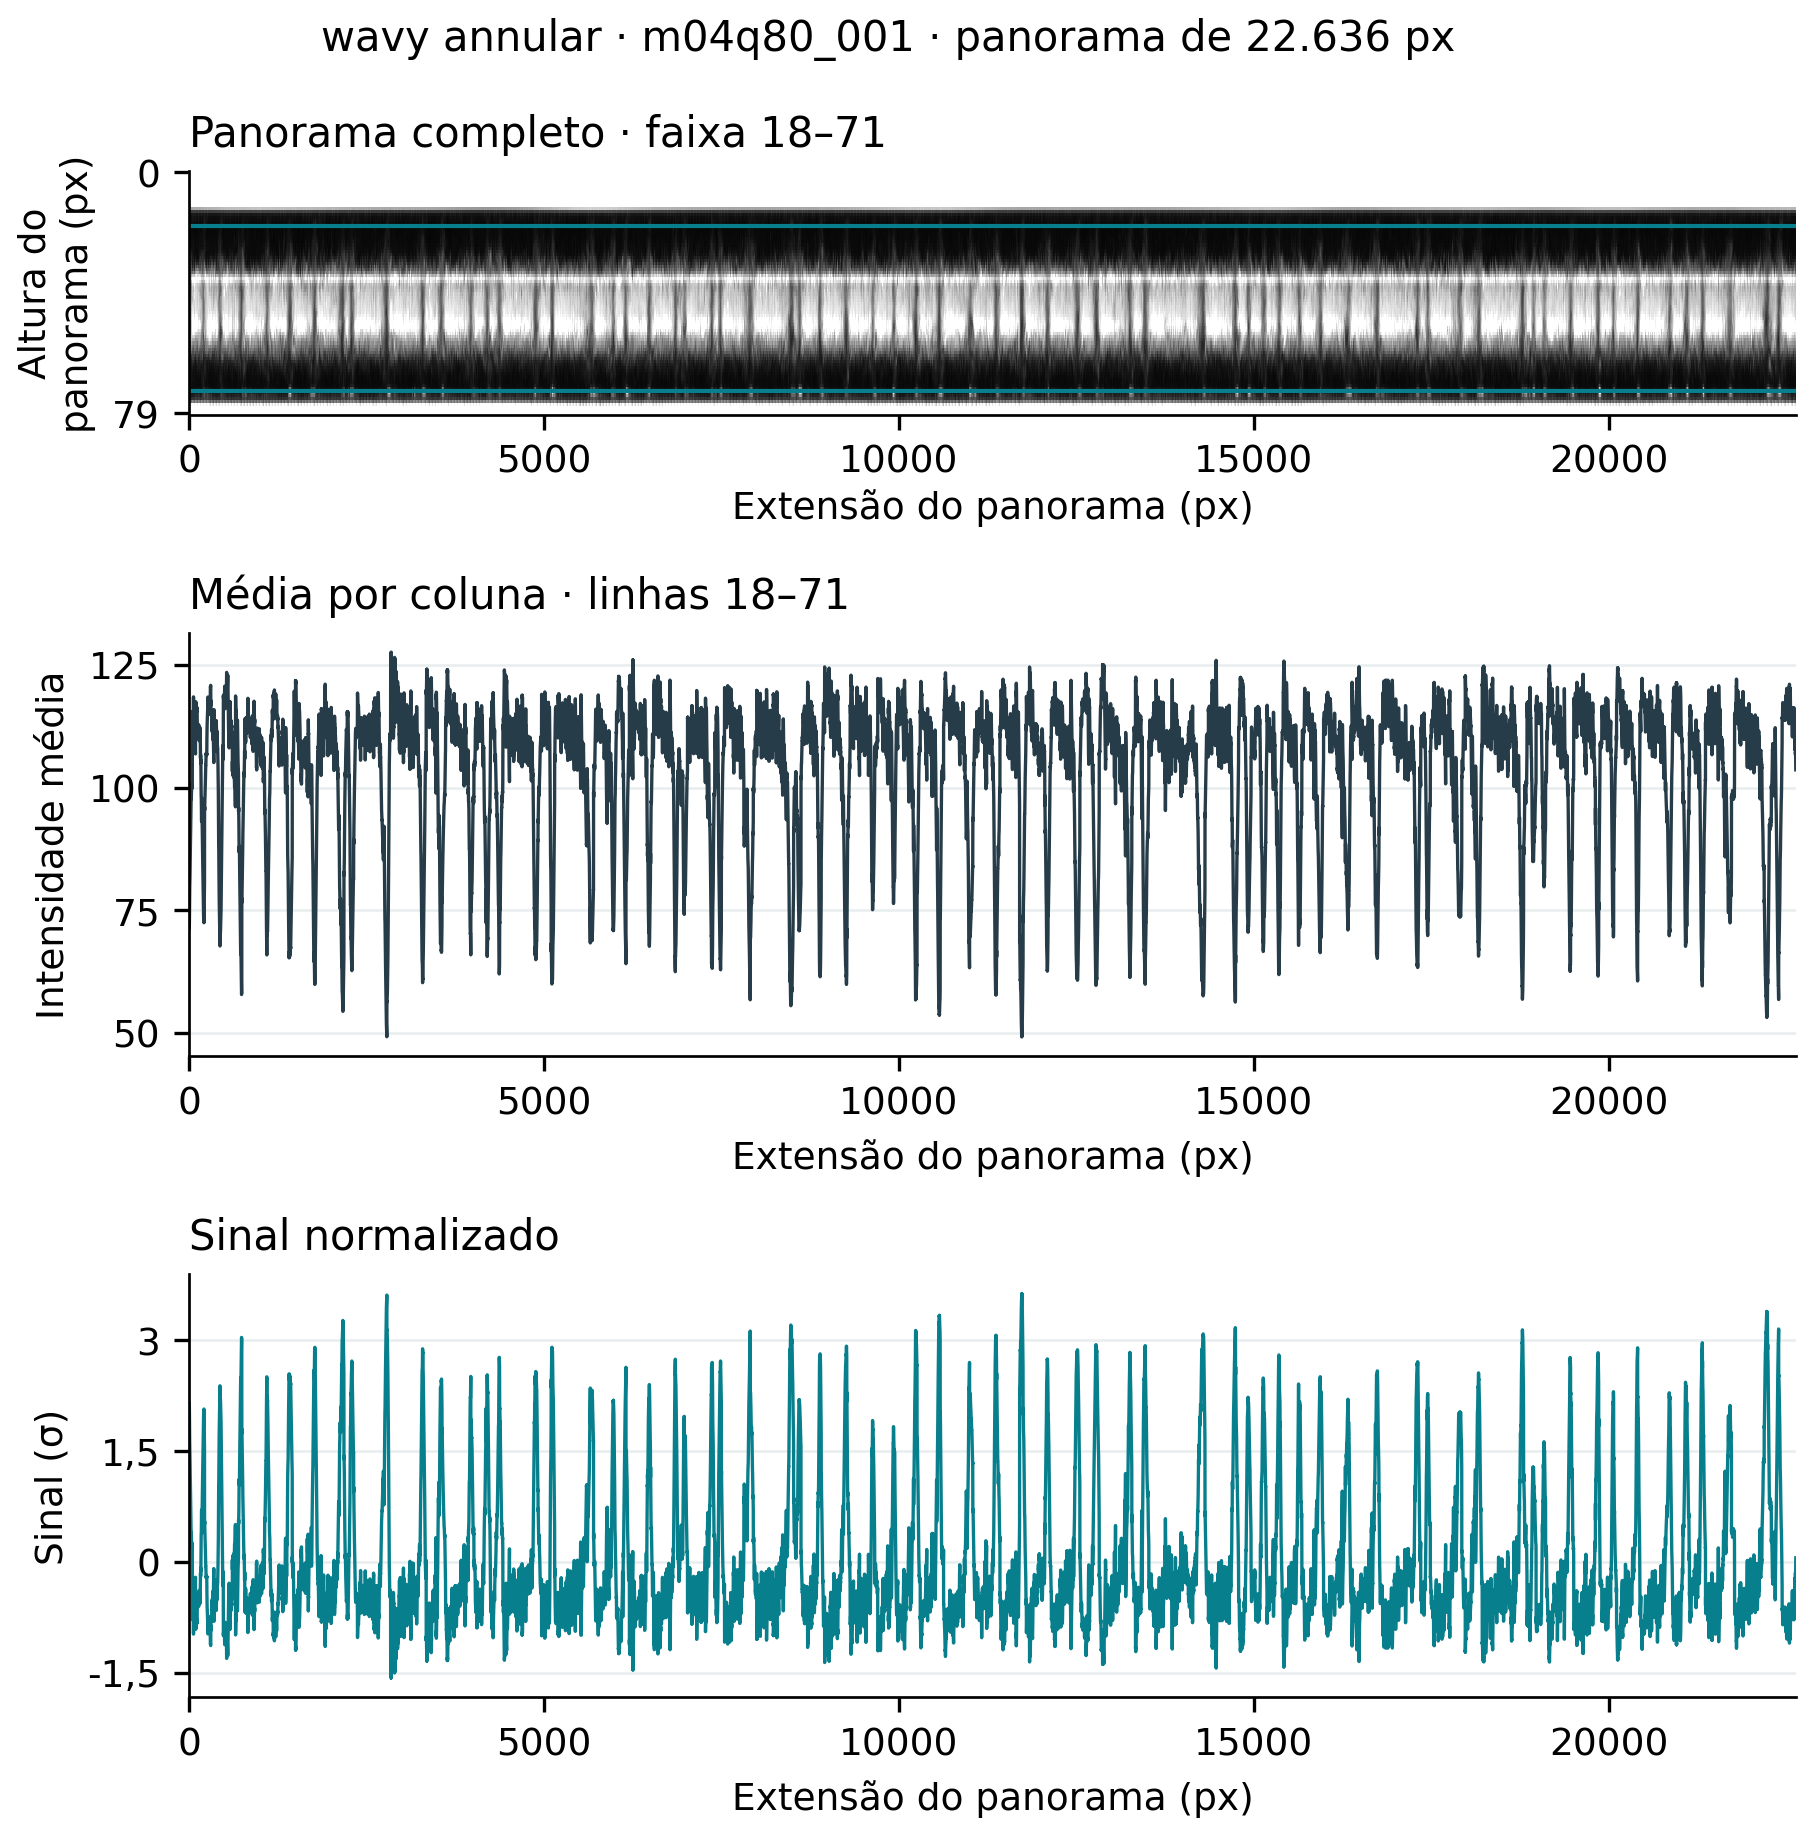 wavy annular · m04q80_001 · panorama de 22.636 px
Panorama completo · faixa 18–71
Altura do
panorama (px)
0
79
0 5000 10000 15000 20000
Extensão do panorama (px)
Média por coluna · linhas 18–71
Intensidade média
125
100
75
50
0 5000 10000 15000 20000
Extensão do panorama (px)
Sinal normalizado
Sinal (σ)
3
1,5
0
-1,5
0 5000 10000 15000 20000
Extensão do panorama (px)